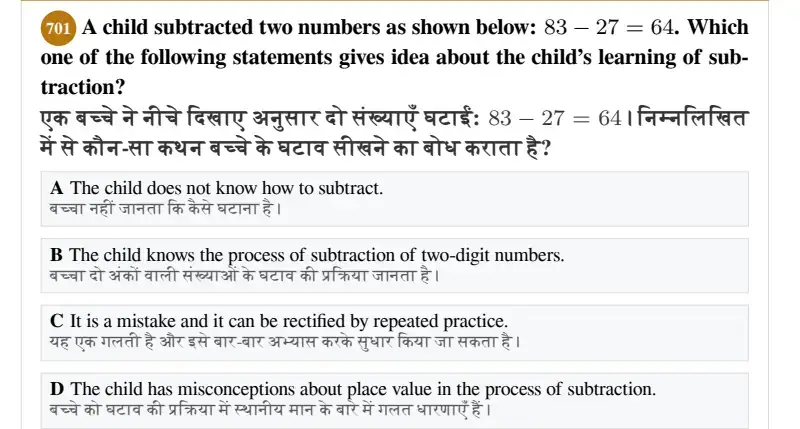 701 A child subtracted two numbers as shown below: 83 − 27 = 64. Which
one of the following statements gives idea about the child's learning of sub-
traction?
एक बच्चे ने नीचे दिखाए अनुसार दो संख्याएँ घटाईं: 83 − 27 = 64। निम्नलिखित
में से कौन-सा कथन बच्चे के घटाव सीखने का बोध कराता है?
A The child does not know how to subtract.
बच्चा नहीं जानता कि कैसे घटाना है।
B The child knows the process of subtraction of two-digit numbers.
बच्चा दो अंकों वाली संख्याओं के घटाव की प्रक्रिया जानता है।
C It is a mistake and it can be rectified by repeated practice.
यह एक गलती है और इसे बार-बार अभ्यास करके सुधार किया जा सकता है।
D The child has misconceptions about place value in the process of subtraction.
बच्चे को घटाव की प्रक्रिया में स्थानीय मान के बारे में गलत धारणाएँ हैं।